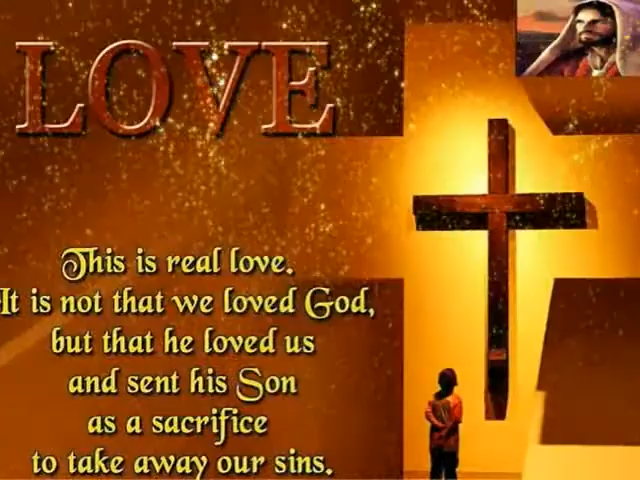 LOVE
This is real love.
It is not that we loved God,
but that he loved us
and sent his Son
as a sacrifice
to take away our sins.